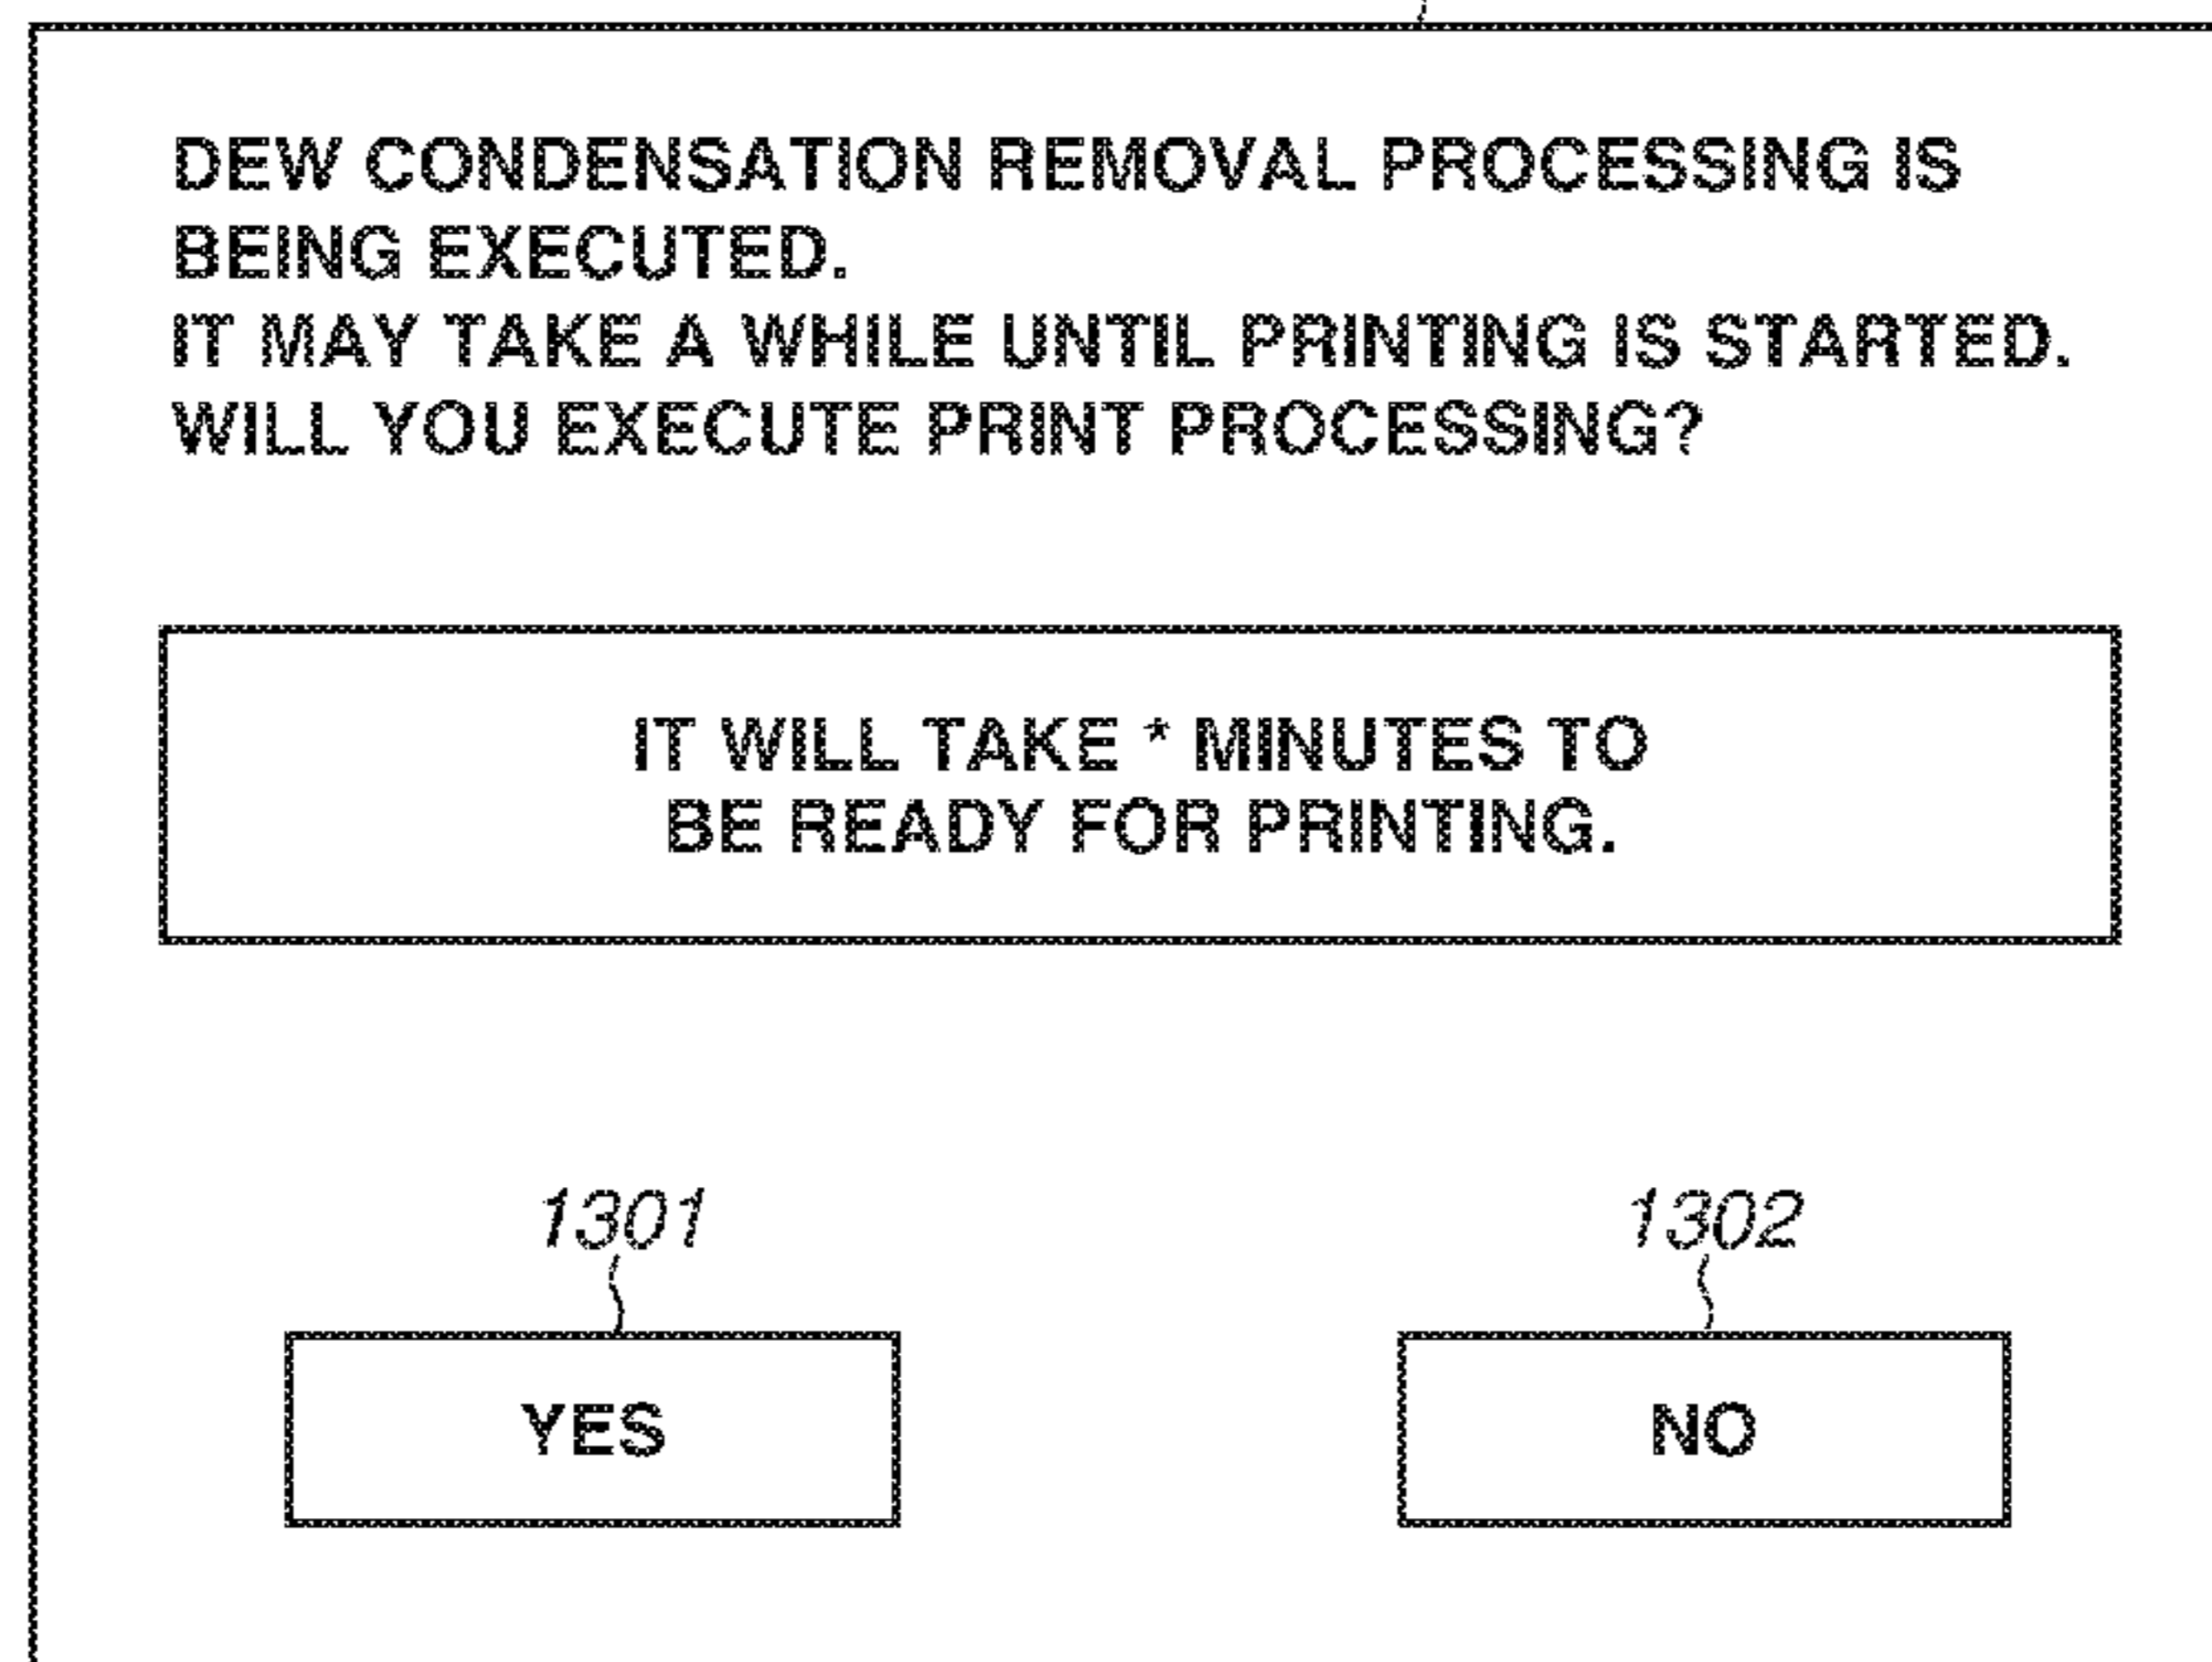 DEW CONDENSATION REMOVAL PROCESSING IS
BEING EXECUTED.
IT MAY TAKE A WHILE UNTIL PRINTING IS STARTED.
WILL YOU EXECUTE PRINT PROCESSING?
IT WILL TAKE * MINUTES TO
BE READY FOR PRINTING.
1301
1302
YES
NO